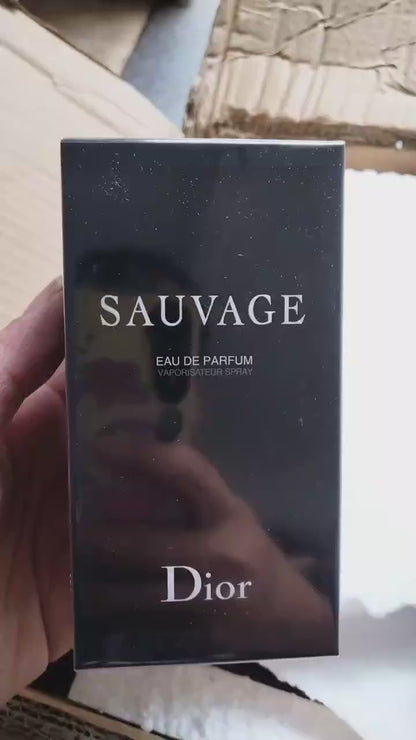 SAUVAGE
EAU DE PARFUM
VAPORISATEUR SPRAY
Dior